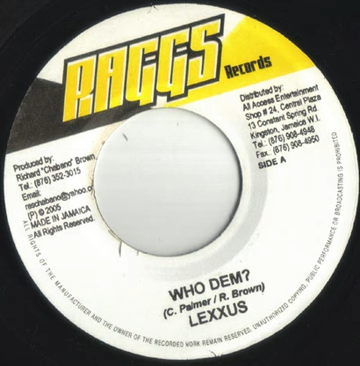 RAGGS Records
Produced by:
Richard "Chebano" Brown,
Tel: (876) 352-3015
Email:
raschabano@yahoo.c
(P) © 2005
MADE IN JAMAICA
All Rights Reserved.
Distributed by:
All Access Entertainment
Shop # 24, Central Plaza
13 Constant Spring Rd.
Kingston, Jamaica W.I.
Tel: (876) 908-4948
Fax. (876) 908-4950
SIDE A
WHO DEM?
(C. Palmer / R. Brown)
LEXXUS
ALL RIGHTS OF THE MANUFACTURER AND THE OWNER OF THE RECORDED WORK REMAIN RESERVED. UNAUTHORIZED COPYING, PUBLIC PERFORMANCE OR BROADCASTING IS PROHIBITED